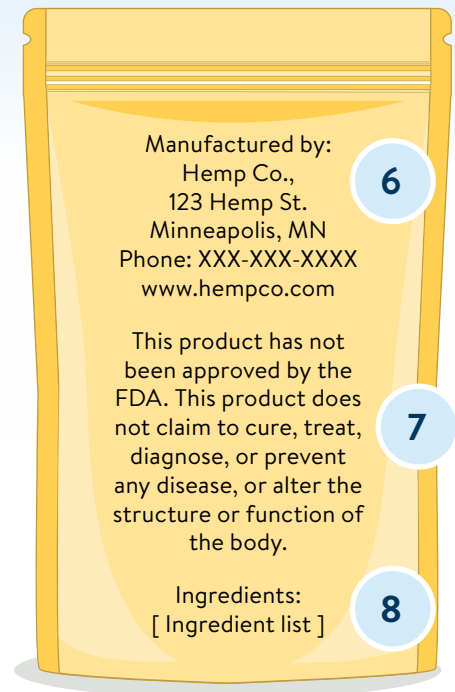 Manufactured by:
Hemp Co.,
123 Hemp St.
Minneapolis, MN
Phone: XXX-XXX-XXXX
www.hempco.com
6
This product has not
been approved by the
FDA. This product does
not claim to cure, treat,
diagnose, or prevent
any disease, or alter the
structure or function of
the body.
7
Ingredients:
[ Ingredient list ]
8